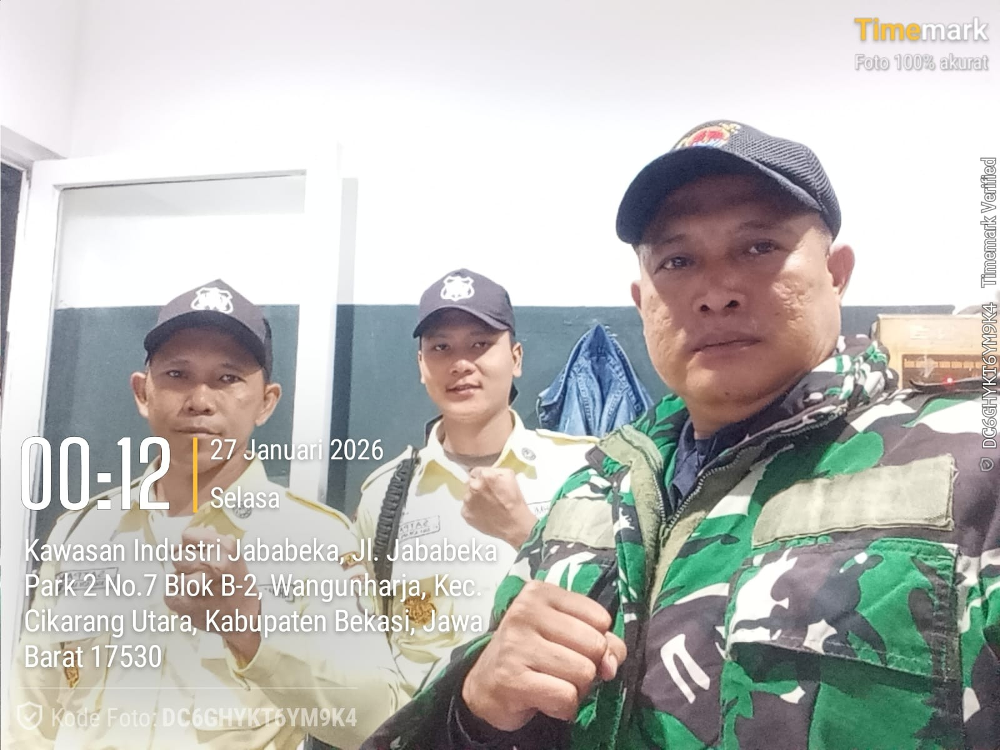 Timemark
Foto 100% akurat
00:12
27 Januari 2026
Selasa
Kawasan Industri Jababeka, Jl. Jababeka
Park 2 No.7 Blok B-2, Wangunharja, Kec.
Cikarang Utara, Kabupaten Bekasi, Jawa
Barat 17530
Kode Foto: DC6GHYKT6YM9K4
DC6GHYKT6YM9K4 Timemark Verified